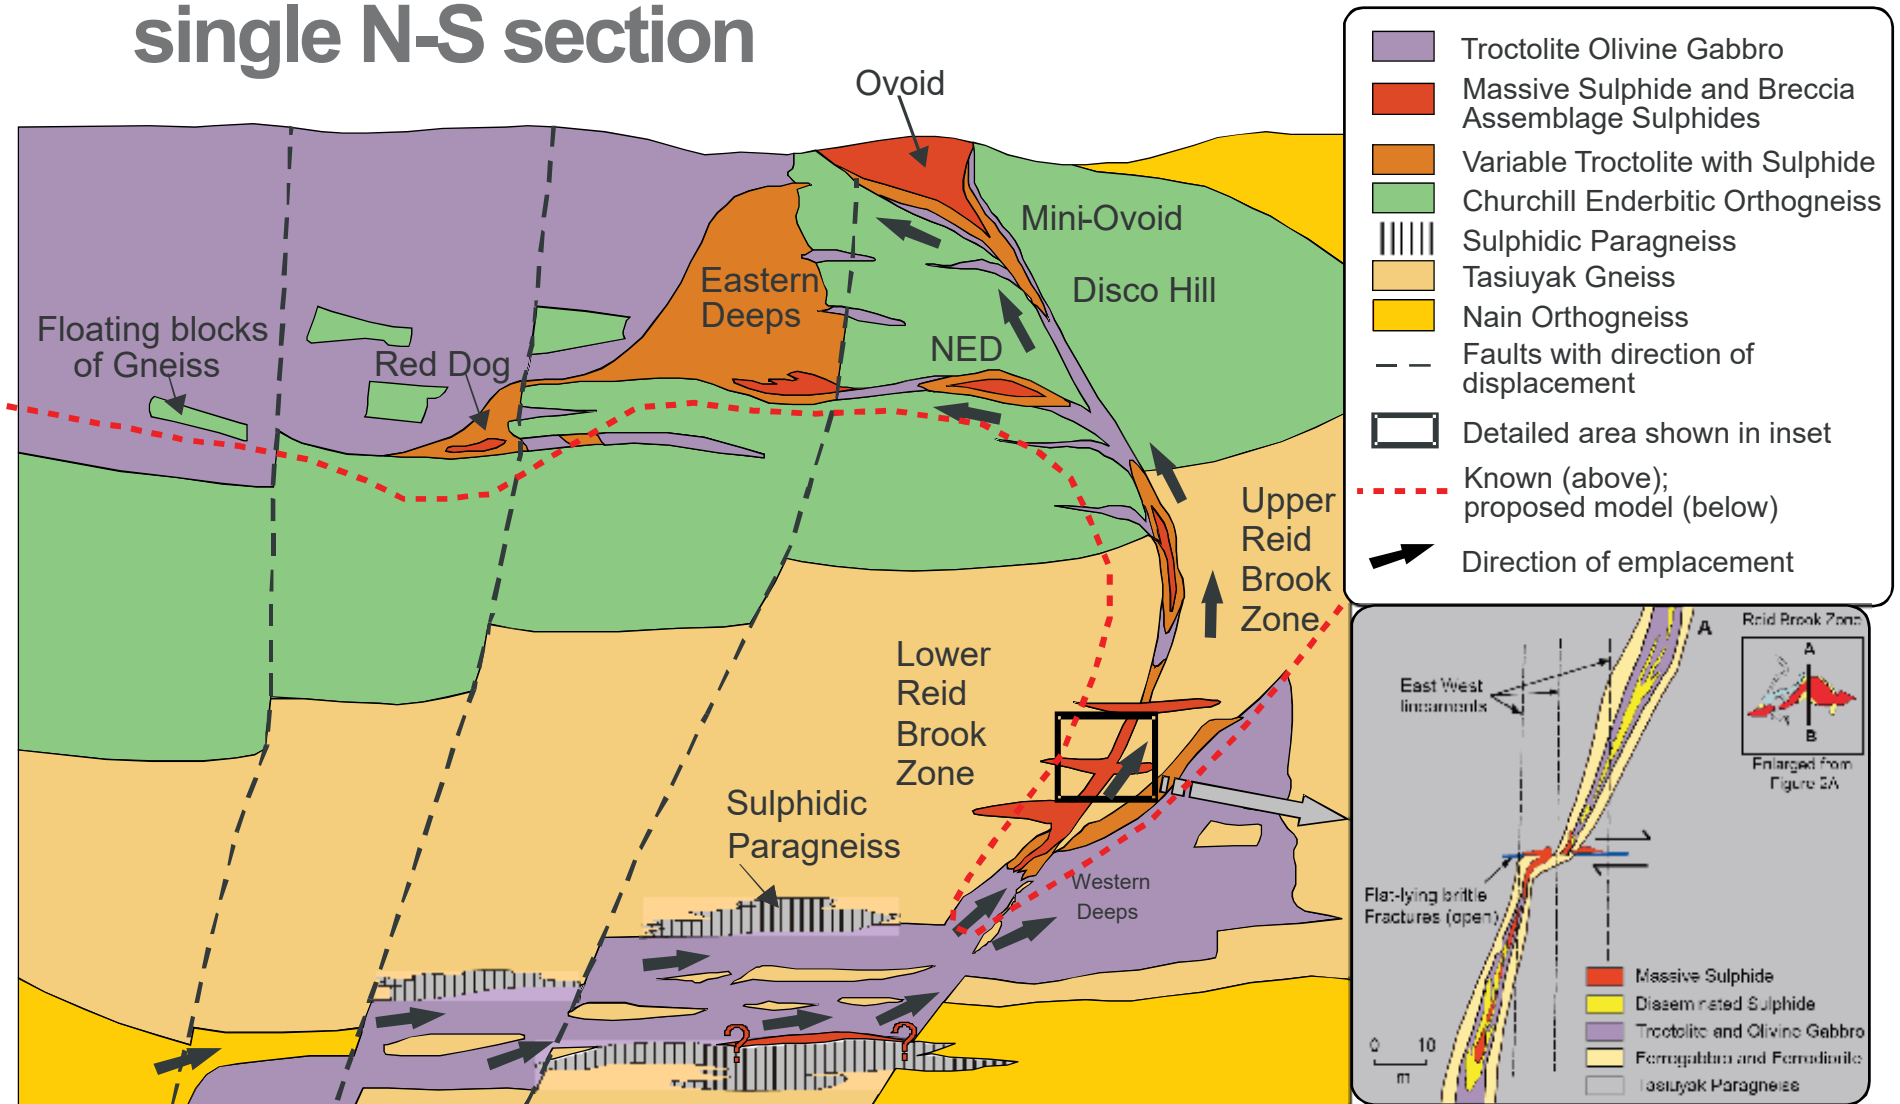 single N-S section
Ovoid
Mini-Ovoid
Disco Hill
Eastern
Deeps
NED
Floating blocks
of Gneiss
Red Dog
Upper
Reid
Brook
Zone
Lower
Reid
Brook
Zone
Sulphidic
Paragneiss
Western
Deeps
?
?
Troctolite Olivine Gabbro
Massive Sulphide and Breccia
Assemblage Sulphides
Variable Troctolite with Sulphide
Churchill Enderbitic Orthogneiss
Sulphidic Paragneiss
Tasiuyak Gneiss
Nain Orthogneiss
Faults with direction of
displacement
Detailed area shown in inset
Known (above);
proposed model (below)
Direction of emplacement
A
Reid Brook Zone
A
B
Enlarged from
Figure 2A
East West
lineaments
Flat-lying brittle
Fractures (open)
Massive Sulphide
Disseminated Sulphide
Troctolite and Olivine Gabbro
Ferrogabbro and Ferrodiorite
Tasiuyak Paragneiss
0 10
m